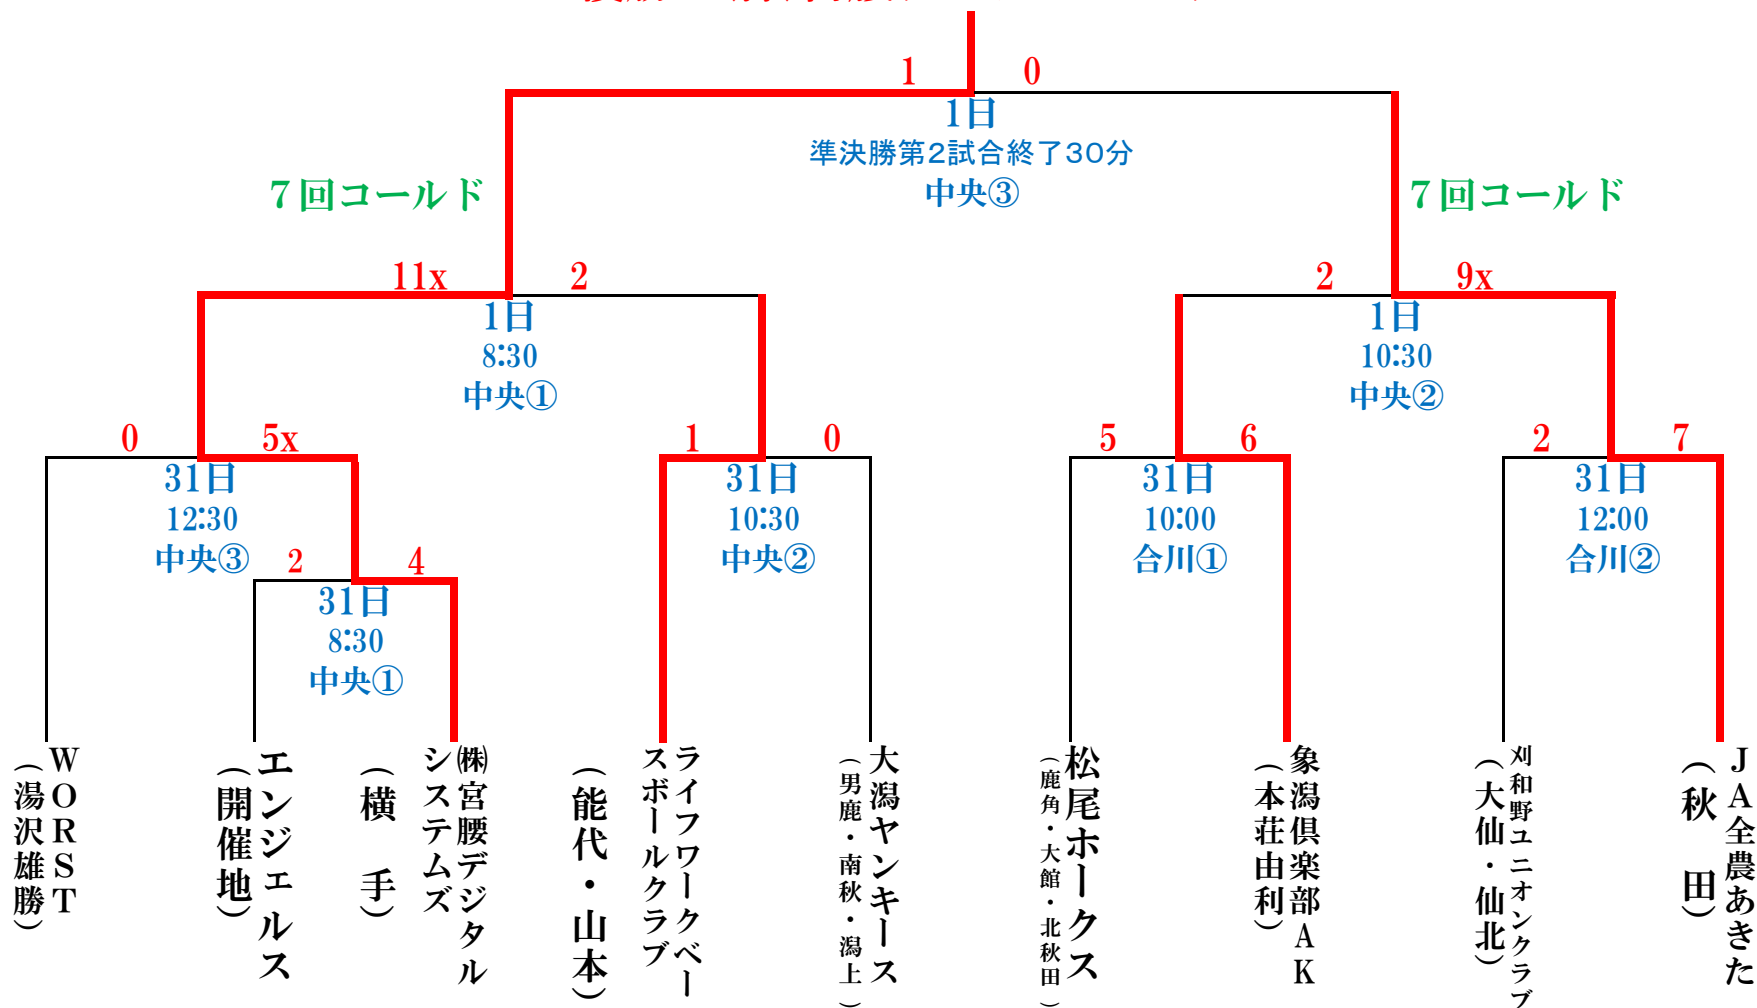 1 0
1日
準決勝第2試合終了30分
中央③
７回コールド
７回コールド
11x 2
1日
8:30
中央①
2 9x
1日
10:30
中央②
0 5x
31日
12:30
中央③
1 0
31日
10:30
中央②
5 6
31日
10:00
合川①
2 7
31日
12:00
合川②
2 4
31日
8:30
中央①
WORST
(湯沢雄勝)
エンジェルス
(開催地)
㈱宮腰デジタル
システムズ
(横 手)
ライフワークベー
スボールクラブ
(能代・山本)
大潟ヤンキース
(男鹿・南秋・潟上)
松尾ホークス
(鹿角・大館・北秋田)
象潟倶楽部AK
(本荘由利)
刈和野ユニオンクラブ
(大仙・仙北)
JA全農あきた
(秋 田)